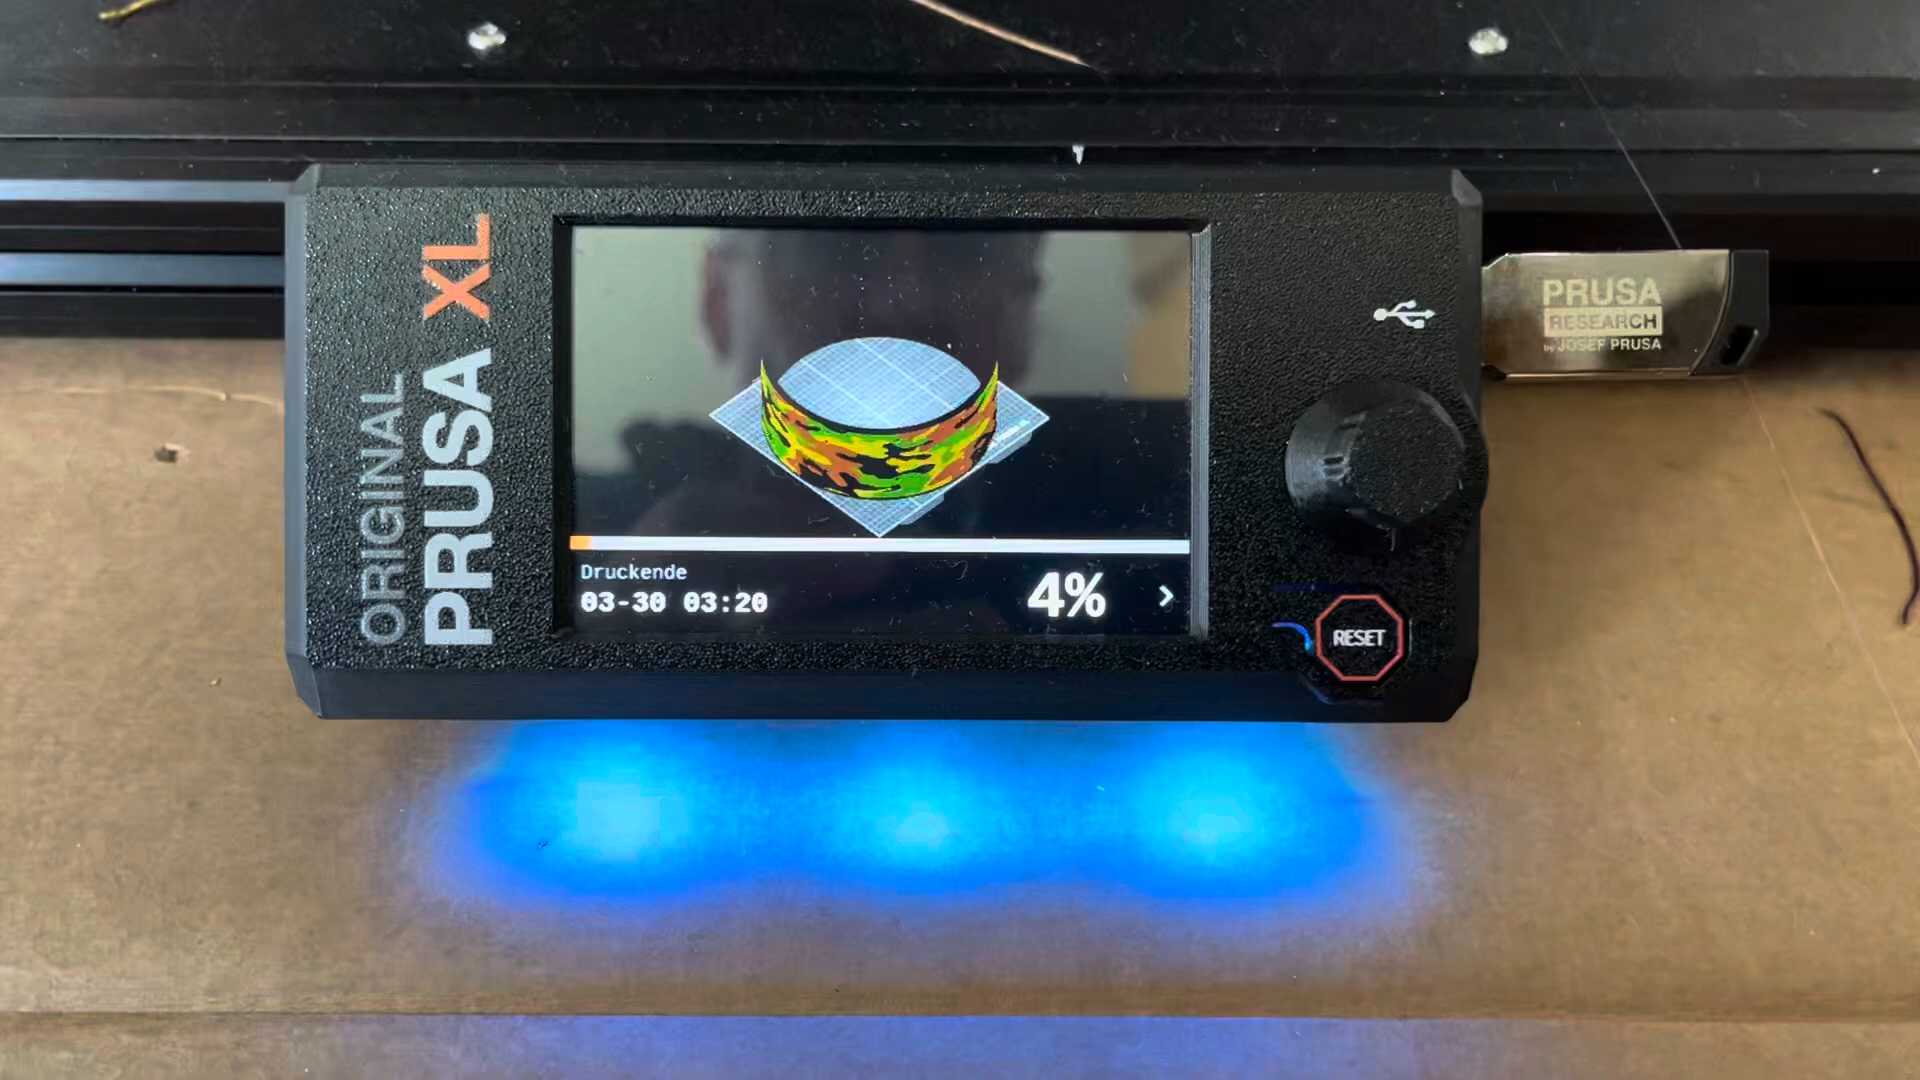 ORIGINAL
PRUSA XL
Druckende
03-30 03:20
4%
RESET
PRUSA
RESEARCH
by JOSEF PRUSA